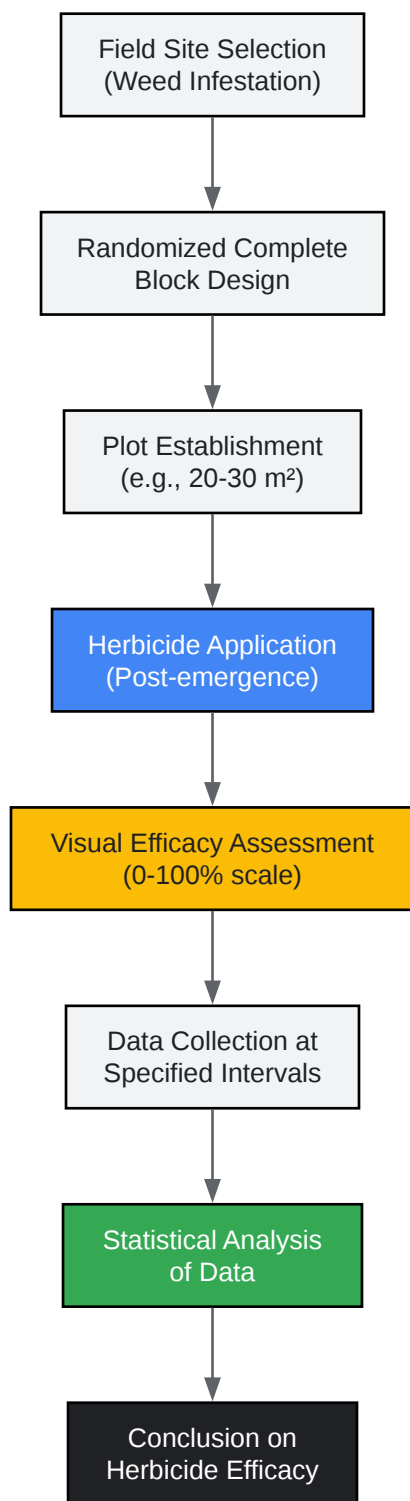 Field Site Selection
(Weed Infestation)
Randomized Complete
Block Design
Plot Establishment
(e.g., 20-30 m²)
Herbicide Application
(Post-emergence)
Visual Efficacy Assessment
(0-100% scale)
Data Collection at
Specified Intervals
Statistical Analysis
of Data
Conclusion on
Herbicide Efficacy